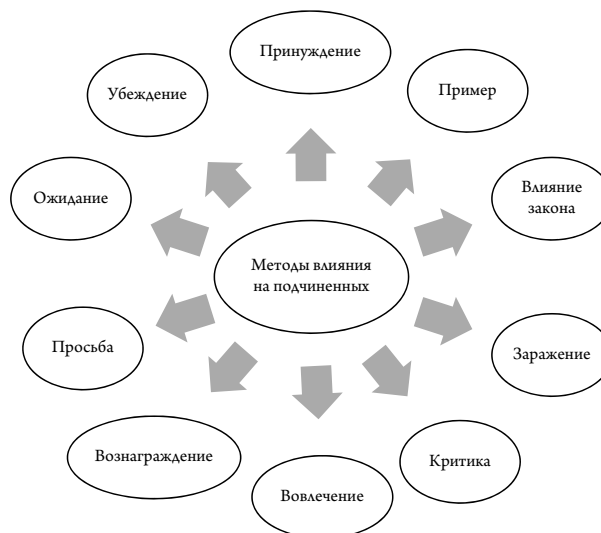 Принуждение
Убеждение
Пример
Ожидание
Влияние
закона
Методы влияния
на подчиненных
Просьба
Заражение
Вознаграждение
Критика
Вовлечение